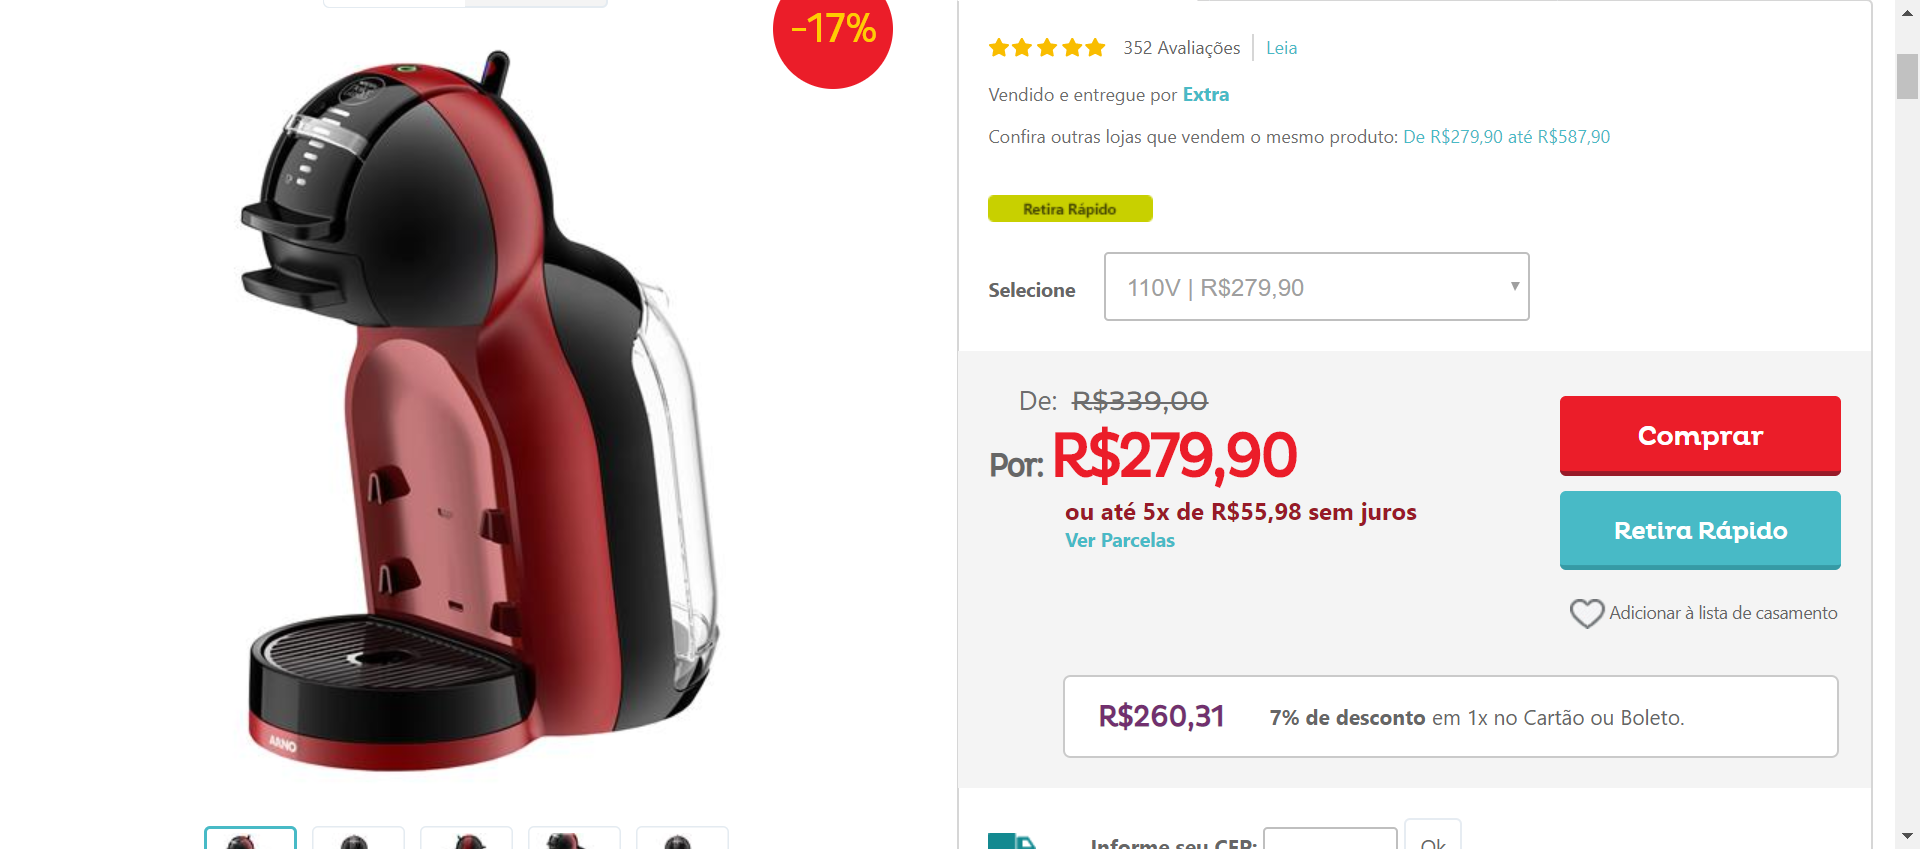 -17%
352 Avaliações
Leia
Vendido e entregue por Extra
Confira outras lojas que vendem o mesmo produto: De R$279,90 até R$587,90
Retira Rápido
Selecione
110V | R$279,90
De: R$339,00
Por: R$279,90
ou até 5x de R$55,98 sem juros
Ver Parcelas
Comprar
Retira Rápido
Adicionar à lista de casamento
R$260,31
7% de desconto em 1x no Cartão ou Boleto.
ARNO
Informe seu CEP:
Ok